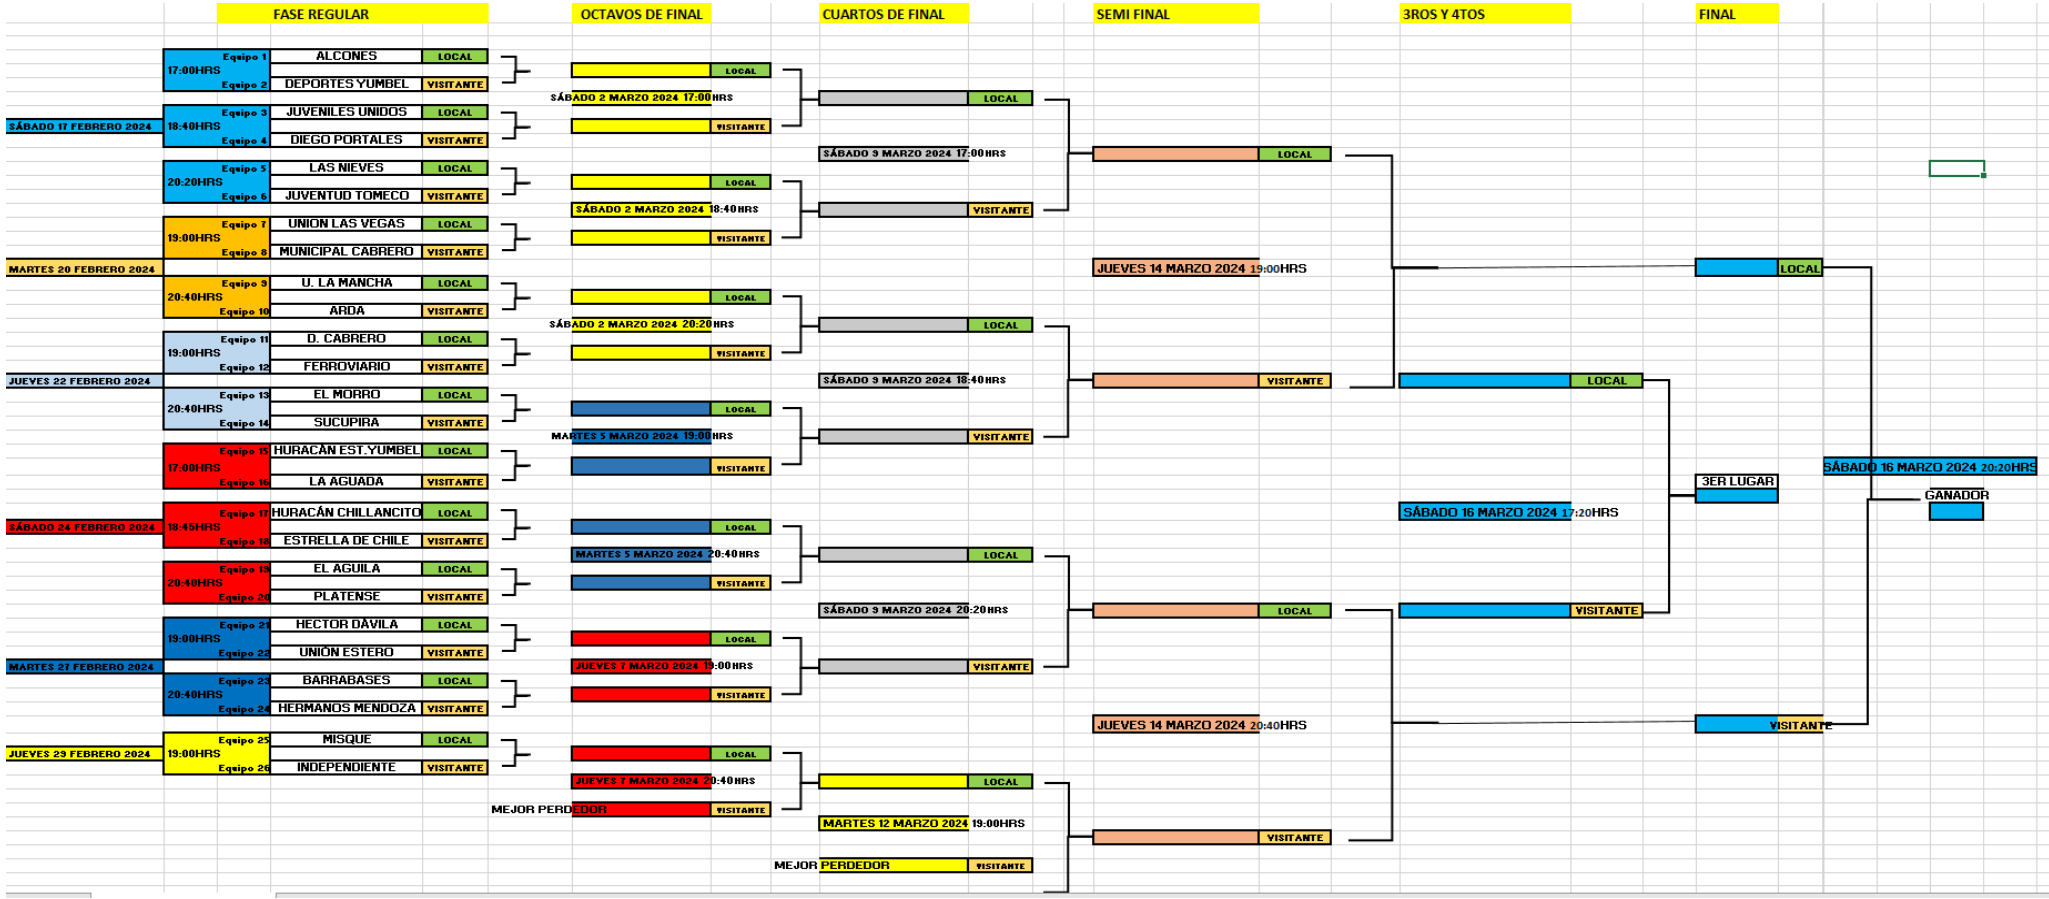 FASE REGULAR
OCTAVOS DE FINAL
CUARTOS DE FINAL
SEMI FINAL
3ROS Y 4TOS
FINAL
SÁBADO 17 FEBRERO 2024
17:00HRS
Equipo 1 ALCONES LOCAL
Equipo 2 DEPORTES YUMBEL VISITANTE
18:40HRS
Equipo 3 JUVENILES UNIDOS LOCAL
Equipo 4 DIEGO PORTALES VISITANTE
20:20HRS
Equipo 5 LAS NIEVES LOCAL
Equipo 6 JUVENTUD TOMECO VISITANTE
MARTES 20 FEBRERO 2024
19:00HRS
Equipo 7 UNION LAS VEGAS LOCAL
Equipo 8 MUNICIPAL CABRERO VISITANTE
20:40HRS
Equipo 9 U. LA MANCHA LOCAL
Equipo 10 ARDA VISITANTE
JUEVES 22 FEBRERO 2024
19:00HRS
Equipo 11 D. CABRERO LOCAL
Equipo 12 FERROVIARIO VISITANTE
20:40HRS
Equipo 13 EL MORRO LOCAL
Equipo 14 SUCUPIRA VISITANTE
SÁBADO 24 FEBRERO 2024
17:00HRS
Equipo 15 HURACÀN EST.YUMBEL LOCAL
Equipo 16 LA AGUADA VISITANTE
18:45HRS
Equipo 17 HURACÁN CHILLANCITO LOCAL
Equipo 18 ESTRELLA DE CHILE VISITANTE
20:40HRS
Equipo 19 EL AGUILA LOCAL
Equipo 20 PLATENSE VISITANTE
MARTES 27 FEBRERO 2024
19:00HRS
Equipo 21 HECTOR DÀVILA LOCAL
Equipo 22 UNIÓN ESTERO VISITANTE
20:40HRS
Equipo 23 BARRABASES LOCAL
Equipo 24 HERMANOS MENDOZA VISITANTE
JUEVES 29 FEBRERO 2024
19:00HRS
Equipo 25 MISQUE LOCAL
Equipo 26 INDEPENDIENTE VISITANTE
LOCAL
SÁBADO 2 MARZO 2024 17:00HRS
VISITANTE
LOCAL
SÁBADO 2 MARZO 2024 18:40HRS
VISITANTE
LOCAL
SÁBADO 2 MARZO 2024 20:20HRS
VISITANTE
LOCAL
MARTES 5 MARZO 2024 19:00HRS
VISITANTE
LOCAL
MARTES 5 MARZO 2024 20:40HRS
VISITANTE
LOCAL
JUEVES 7 MARZO 2024 19:00HRS
VISITANTE
LOCAL
JUEVES 7 MARZO 2024 20:40HRS
MEJOR PERDEDOR VISITANTE
LOCAL
SÁBADO 9 MARZO 2024 17:00HRS
VISITANTE
LOCAL
SÁBADO 9 MARZO 2024 18:40HRS
VISITANTE
LOCAL
SÁBADO 9 MARZO 2024 20:20HRS
VISITANTE
LOCAL
MARTES 12 MARZO 2024 19:00HRS
MEJOR PERDEDOR VISITANTE
LOCAL
JUEVES 14 MARZO 2024 19:00HRS
VISITANTE
LOCAL
JUEVES 14 MARZO 2024 20:40HRS
VISITANTE
LOCAL
SÁBADO 16 MARZO 2024 17:20HRS
VISITANTE
LOCAL
3ER LUGAR
VISITANTE
SÁBADO 16 MARZO 2024 20:20HRS
GANADOR